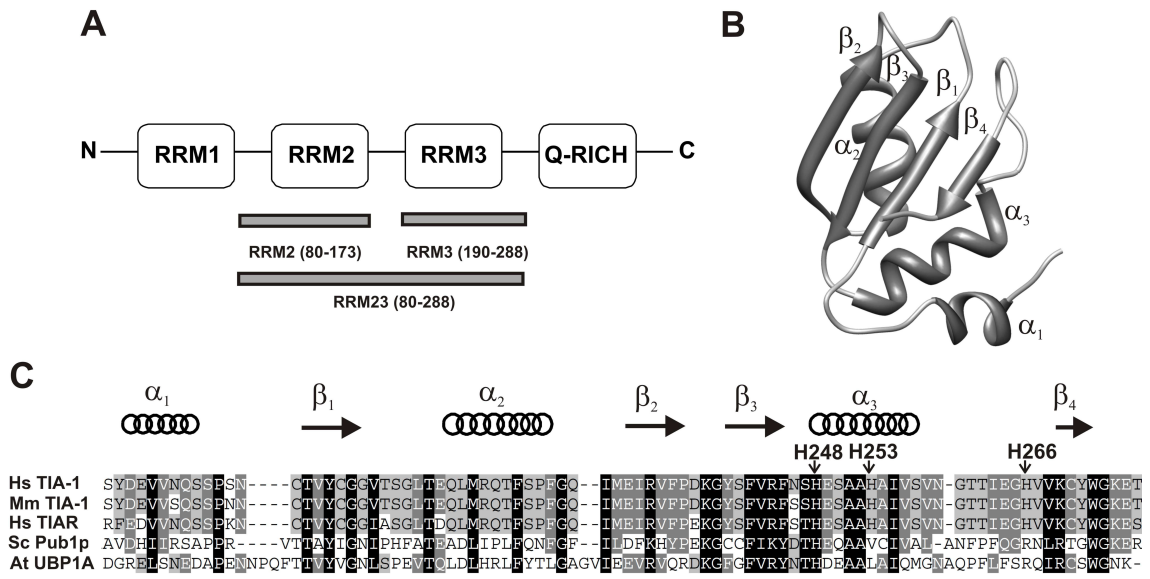 A
B
N RRM1 RRM2 RRM3 Q-RICH C
RRM2 (80-173) RRM3 (190-288)
RRM23 (80-288)
β2 β3 β1 β4 α2 α3 α1
C
α1 β1 α2 β2 β3 α3 β4
H248 H253 H266
Hs TIA-1 SYDEVVNQSSPSN----CTVYCGGVTSGLTEQLMRQTFSPFGQ--IMEIRVFPDKGYSFVRFNSHESAAHAIVSVN-GTTIEGHVVKCYWGKET
Mm TIA-1 SYDEVVSQSSPNN----CTVYCGGVTSGLTEQLMRQTFSPFGQ--IMEIRVFPDKGYSFVRFSSHESAAHAIVSVN-GTTIEGHVVKCYWGKET
Hs TIAR RFEDVVNQSSPKN----CTVYCGGIASGLTDQLMRQTFSPFGQ--IMEIRVFPEKGYSFVRFSTHESAAHAIVSVN-GTTIEGHVVKCYWGKES
Sc Pub1p AVDHIIRSAPPR-----VTTAYIGNIPHFATEADLIPLFQNFGF--ILDFKHYPEKGCCFIKYDTHEQAAVCIVAL-ANFPFQGRNLRTGWGKER
At UBP1A DGRELSNEDAPENNPQFTTVYVGNLSPEVTQLDLHRLFYTLGAGVIEEVRVQRDKGFGFVRYNTHDEAALAIQMGNAQPFLFSRQIRCSWGNK-